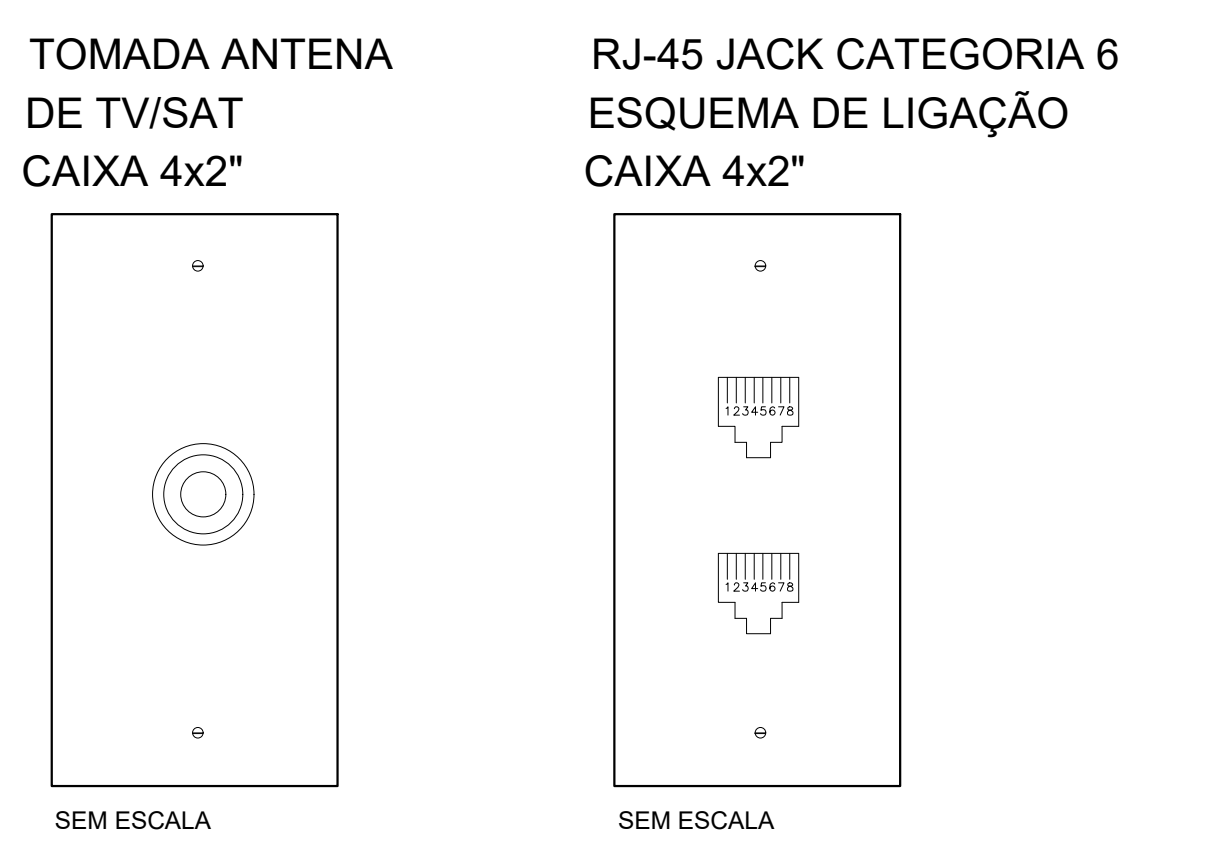 TOMADA ANTENA
DE TV/SAT
CAIXA 4x2"
SEM ESCALA
RJ-45 JACK CATEGORIA 6
ESQUEMA DE LIGAÇÃO
CAIXA 4x2"
12345678
12345678
SEM ESCALA